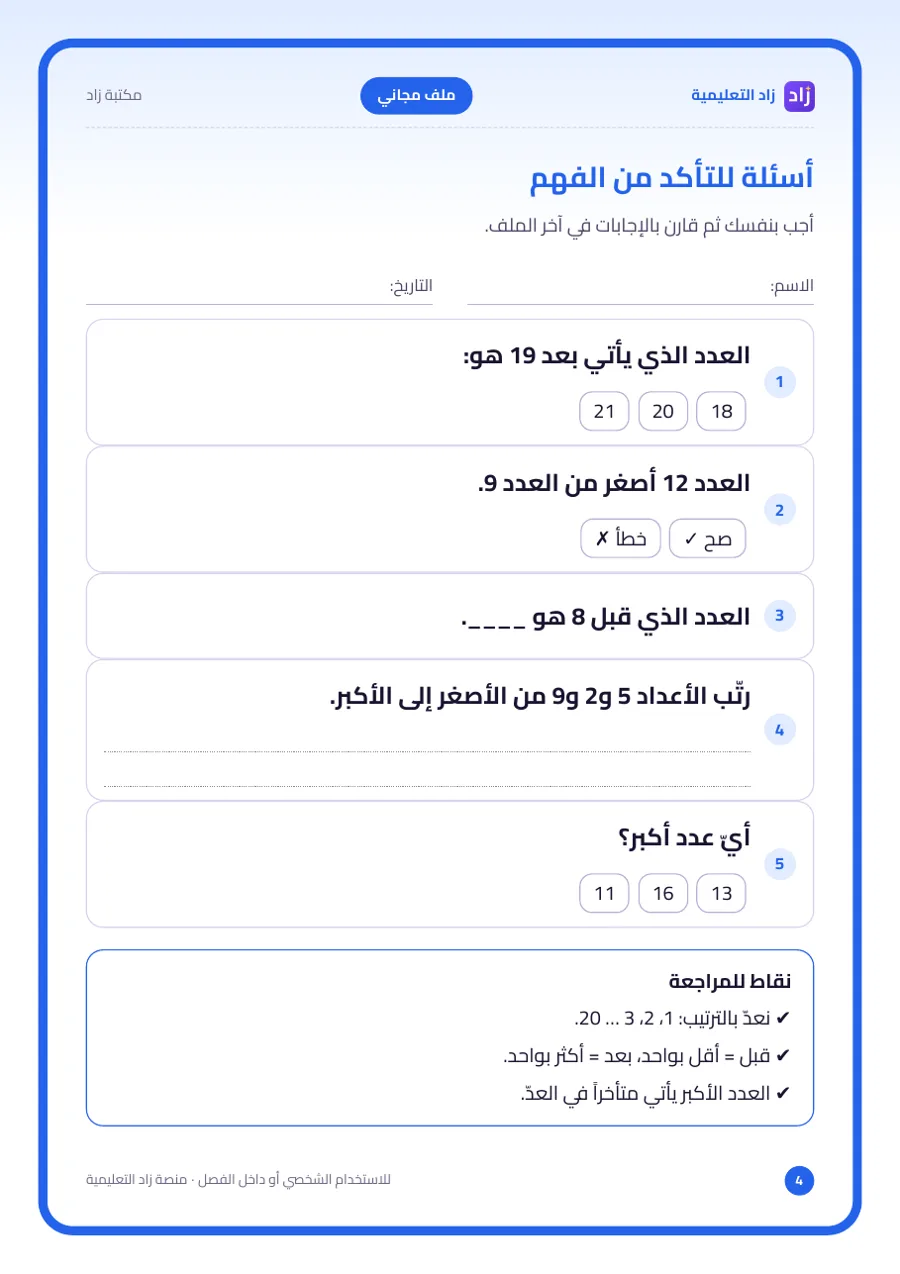 زاد
زاد التعليمية
ملف مجاني
مكتبة زاد
أسئلة للتأكد من الفهم
أجب بنفسك ثم قارن بالإجابات في آخر الملف.
الاسم:
التاريخ:
1
العدد الذي يأتي بعد 19 هو:
18
20
21
2
العدد 12 أصغر من العدد 9.
صح ✓
خطأ ✗
3
العدد الذي قبل 8 هو ____.
4
رتّب الأعداد 5 و2 و9 من الأصغر إلى الأكبر.
5
أيّ عدد أكبر؟
13
16
11
نقاط للمراجعة
✔ نعدّ بالترتيب: 1، 2، 3 … 20.
✔ قبل = أقل بواحد، بعد = أكثر بواحد.
✔ العدد الأكبر يأتي متأخراً في العدّ.
4
للاستخدام الشخصي أو داخل الفصل · منصة زاد التعليمية